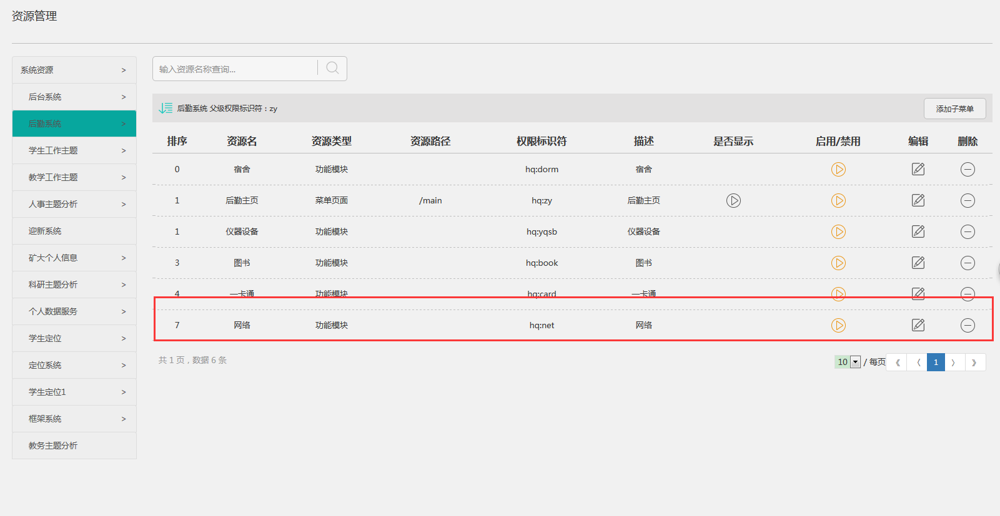 资源管理
系统资源 >
后台系统 >
后勤系统 >
学生工作主题 >
教学工作主题 >
人事主题分析 >
迎新系统
矿大个人信息 >
科研主题分析 >
个人数据服务 >
学生定位 >
定位系统 >
学生定位1 >
框架系统 >
教务主题分析
输入资源名称查询...
后勤系统 父级权限标识符：zy
添加子菜单
排序 资源名 资源类型 资源路径 权限标识符 描述 是否显示 启用/禁用 编辑 删除
0 宿舍 功能模块 hq:dorm 宿舍
1 后勤主页 菜单页面 /main hq:zy 后勤主页
1 仪器设备 功能模块 hq:yqsb 仪器设备
3 图书 功能模块 hq:book 图书
4 一卡通 功能模块 hq:card 一卡通
7 网络 功能模块 hq:net 网络
共 1 页，数据 6 条
10 / 每页 《 〈 1 〉 》